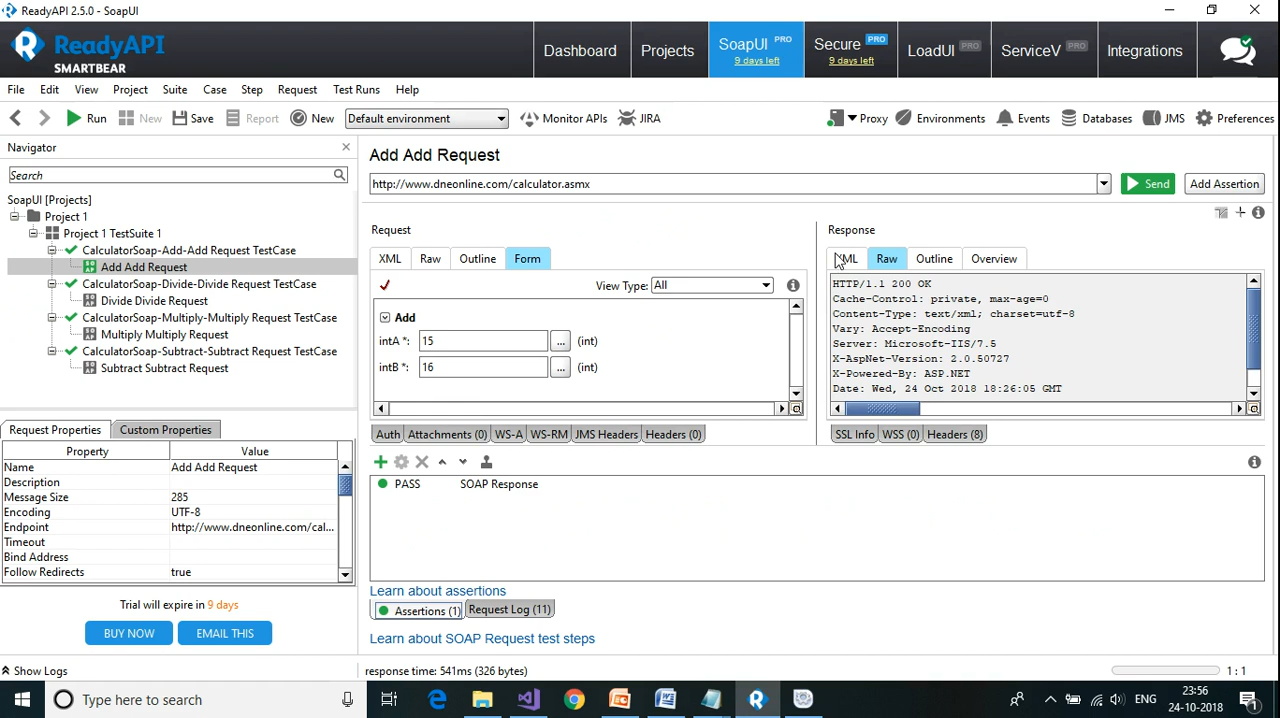 ReadyAPI 2.5.0 - SoapUI
ReadyAPI
SMARTBEAR
Dashboard
Projects
SoapUI PRO
9 days left
Secure PRO
9 days left
LoadUI PRO
ServiceV PRO
Integrations
File Edit View Project Suite Case Step Request Test Runs Help
Run New Save Report New Default environment Monitor APIs JIRA Proxy Environments Events Databases JMS Preferences
Navigator
Search
SoapUI [Projects]
Project 1
Project 1 TestSuite 1
CalculatorSoap-Add-Add Request TestCase
Add Add Request
CalculatorSoap-Divide-Divide Request TestCase
Divide Divide Request
CalculatorSoap-Multiply-Multiply Request TestCase
Multiply Multiply Request
CalculatorSoap-Subtract-Subtract Request TestCase
Subtract Subtract Request
Request Properties Custom Properties
Property Value
Name Add Add Request
Description
Message Size 285
Encoding UTF-8
Endpoint http://www.dneonline.com/cal...
Timeout
Bind Address
Follow Redirects true
Trial will expire in 9 days
BUY NOW EMAIL THIS
Show Logs
Add Add Request
http://www.dneonline.com/calculator.asmx
Send Add Assertion
Request
XML Raw Outline Form
View Type: All
Add
intA *: 15 ... (int)
intB *: 16 ... (int)
Auth Attachments (0) WS-A WS-RM JMS Headers Headers (0)
Response
XML Raw Outline Overview
HTTP/1.1 200 OK
Cache-Control: private, max-age=0
Content-Type: text/xml; charset=utf-8
Vary: Accept-Encoding
Server: Microsoft-IIS/7.5
X-AspNet-Version: 2.0.50727
X-Powered-By: ASP.NET
Date: Wed, 24 Oct 2018 18:26:05 GMT
SSL Info WSS (0) Headers (8)
PASS SOAP Response
Learn about assertions
Assertions (1) Request Log (11)
Learn about SOAP Request test steps
response time: 541ms (326 bytes)
1 : 1
Type here to search
ENG
23:56
24-10-2018
1